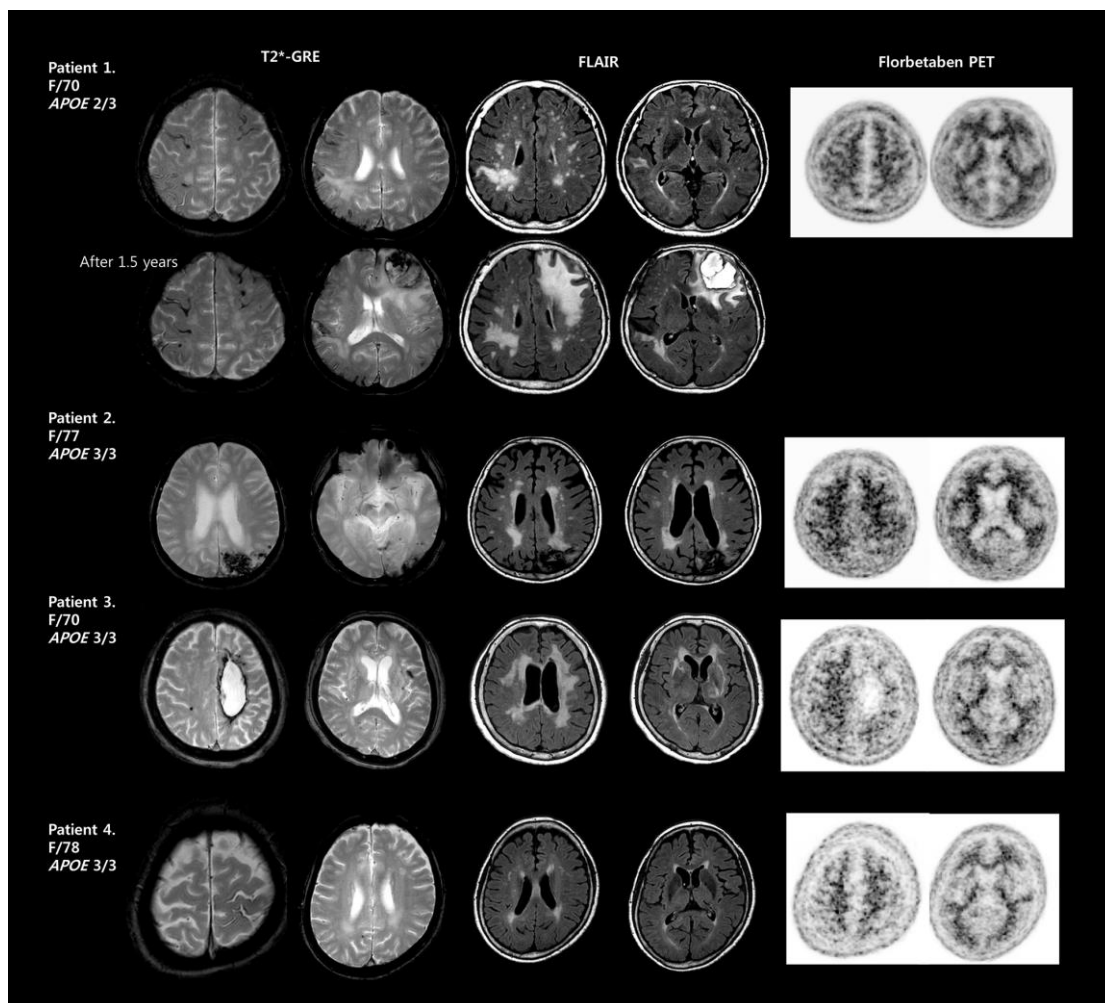 T2*-GRE
FLAIR
Florbetaben PET
Patient 1.
F/70
APOE 2/3
After 1.5 years
Patient 2.
F/77
APOE 3/3
Patient 3.
F/70
APOE 3/3
Patient 4.
F/78
APOE 3/3